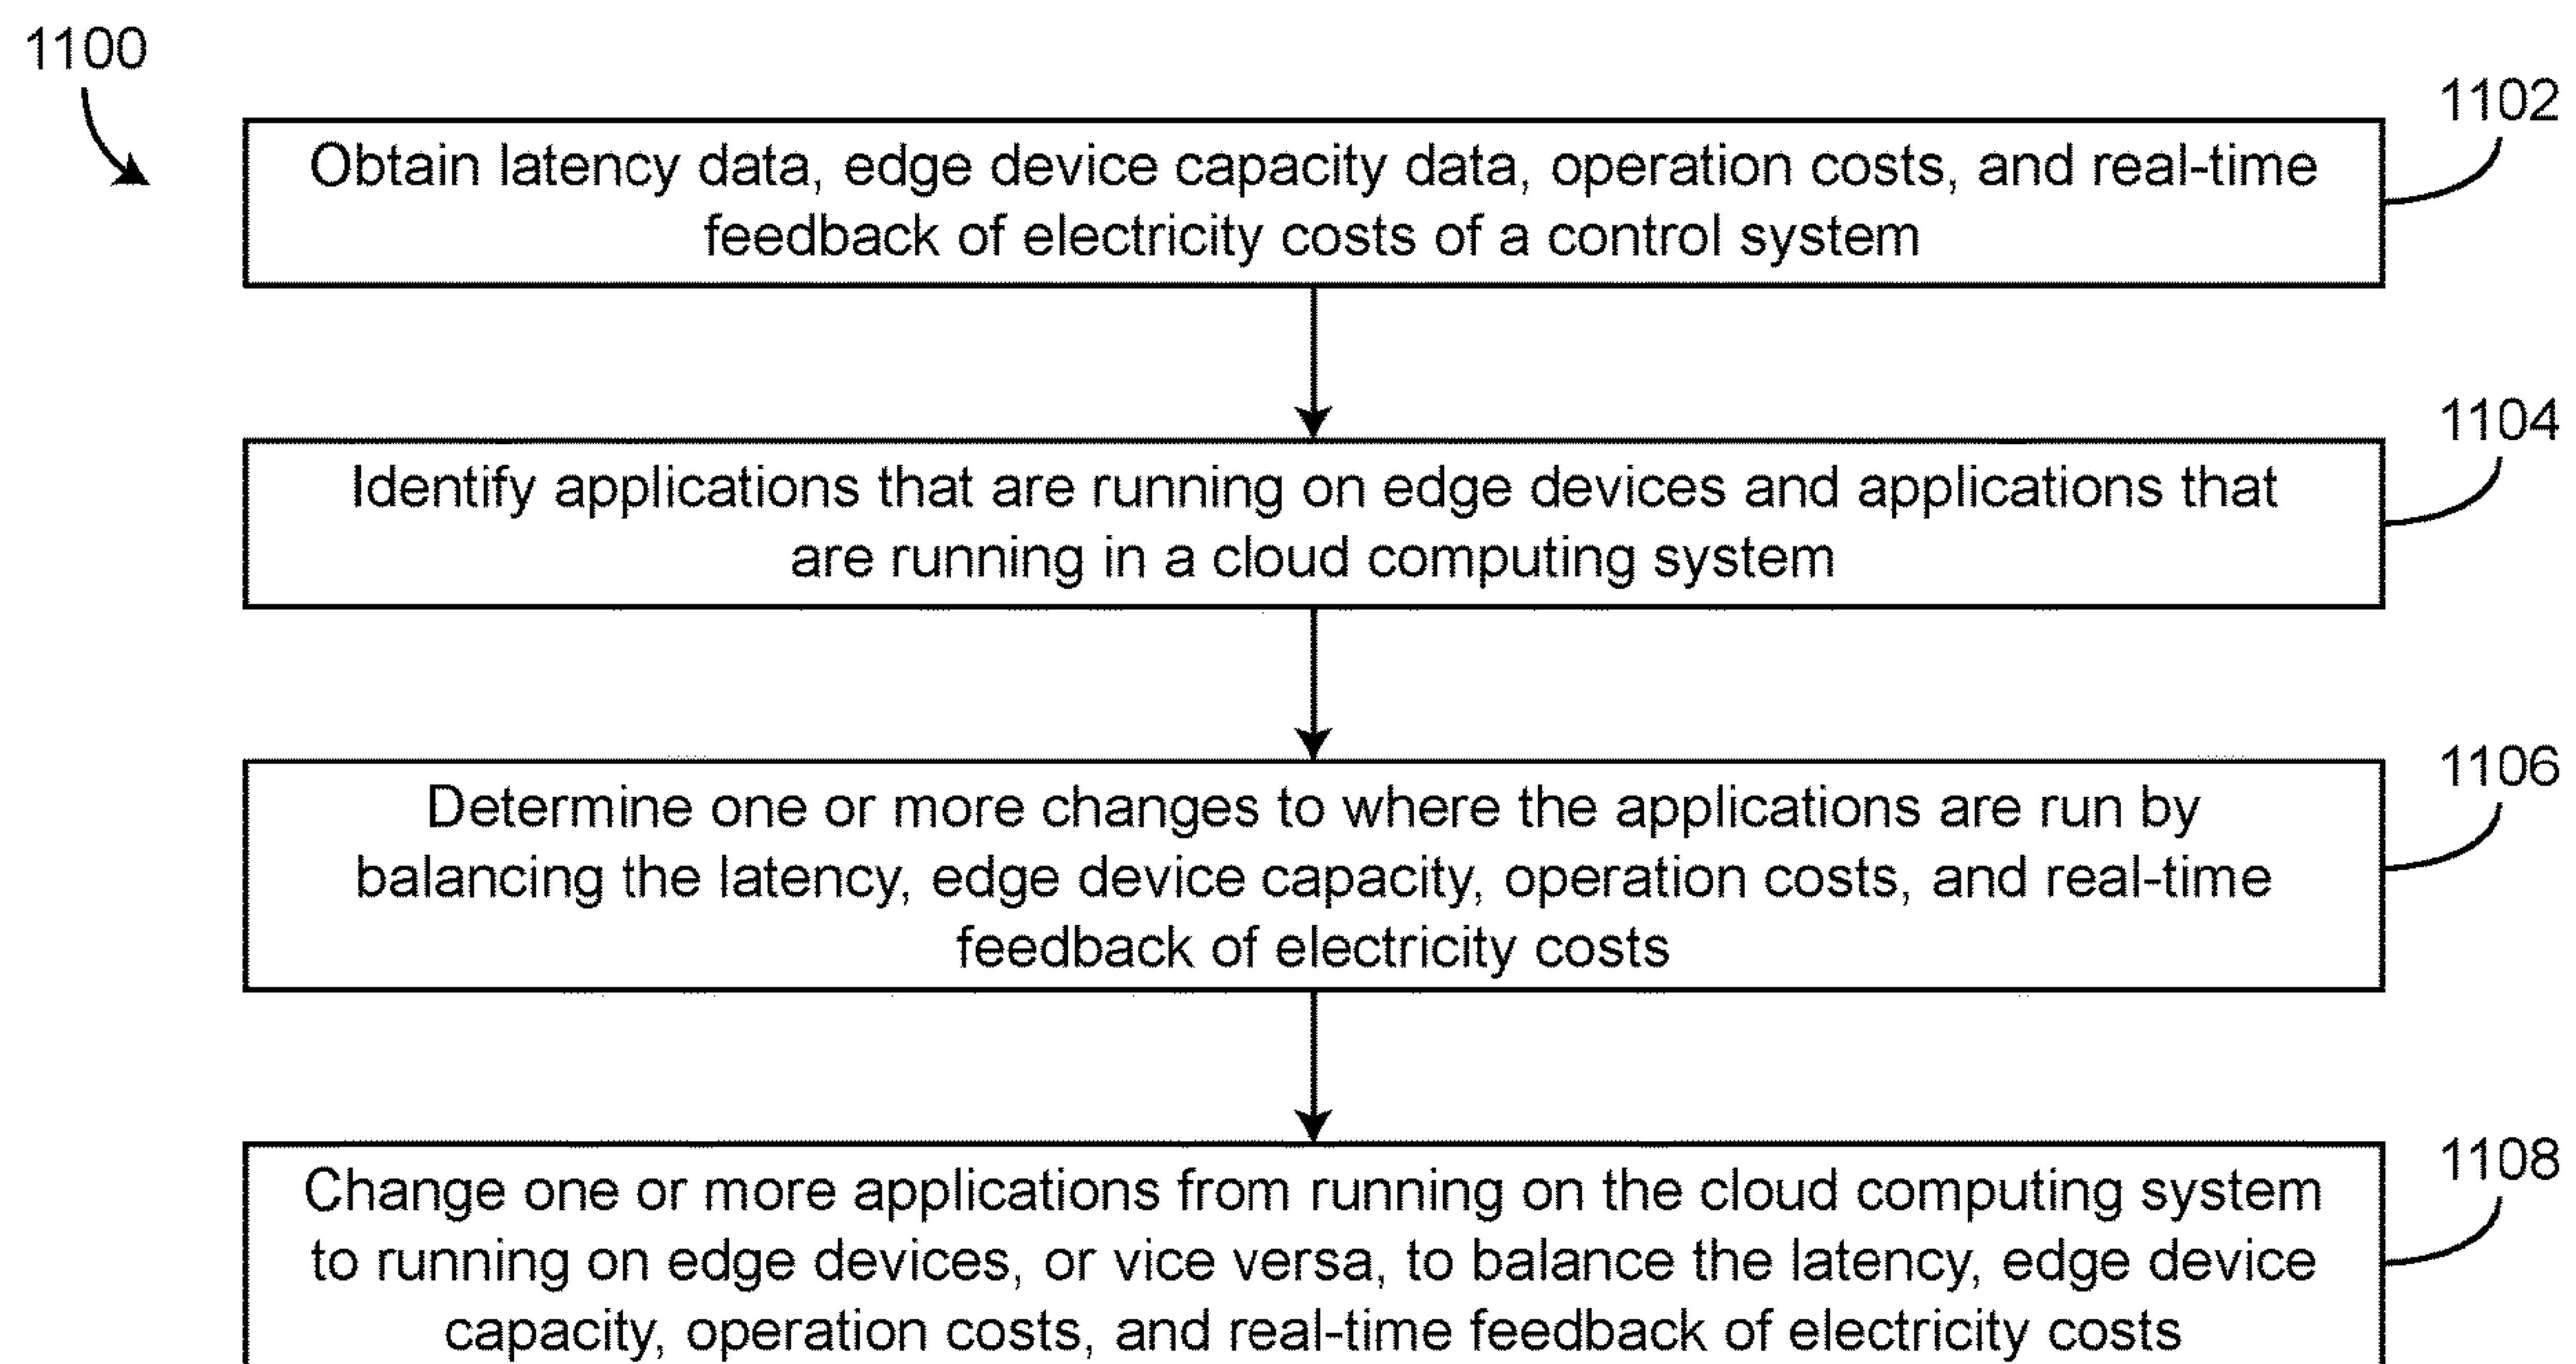 1100
1102
Obtain latency data, edge device capacity data, operation costs, and real-time
feedback of electricity costs of a control system
1104
Identify applications that are running on edge devices and applications that
are running in a cloud computing system
1106
Determine one or more changes to where the applications are run by
balancing the latency, edge device capacity, operation costs, and real-time
feedback of electricity costs
1108
Change one or more applications from running on the cloud computing system
to running on edge devices, or vice versa, to balance the latency, edge device
capacity, operation costs, and real-time feedback of electricity costs